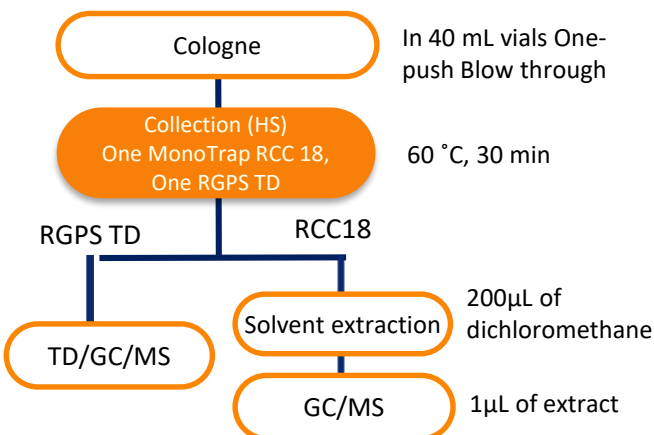 Cologne
In 40 mL vials One-
push Blow through
Collection (HS)
One MonoTrap RCC 18,
One RGPS TD
60 ˚C, 30 min
RGPS TD
RCC18
Solvent extraction
200µL of
dichloromethane
TD/GC/MS
GC/MS
1µL of extract